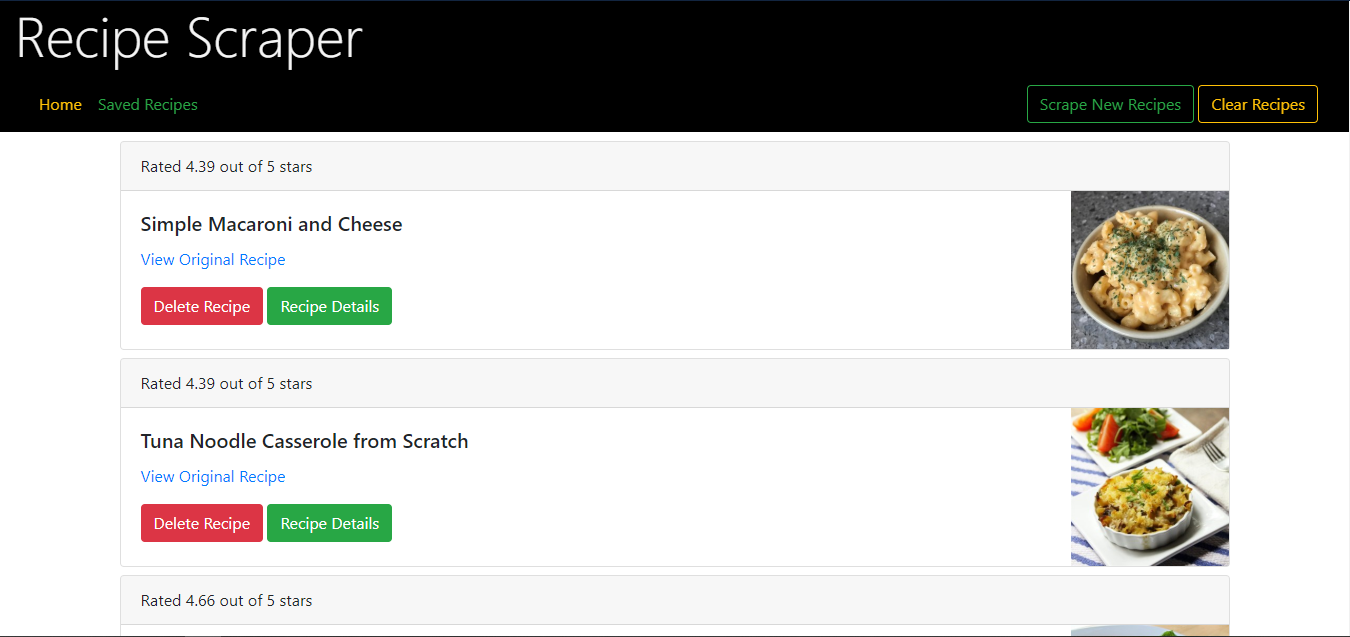 Recipe Scraper
Home Saved Recipes Scrape New Recipes Clear Recipes
Rated 4.39 out of 5 stars
Simple Macaroni and Cheese
View Original Recipe
Delete Recipe Recipe Details
Rated 4.39 out of 5 stars
Tuna Noodle Casserole from Scratch
View Original Recipe
Delete Recipe Recipe Details
Rated 4.66 out of 5 stars